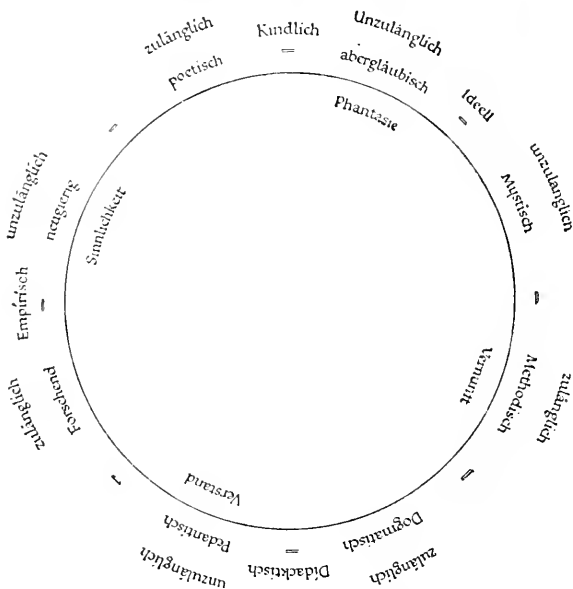 Kindlich
Unzulänglich
abergläubisch
Phantasie
Ideell
unzulänglich
Mystisch
Vernunft
Methodisch
zulänglich
Dogmatisch
zulänglich
Didacktisch
Pedantisch
unzulänglich
Verstand
Forschend
zulänglich
Empirisch
unzulänglich
neugierig
Sinnlichkeit
zulänglich
poetisch